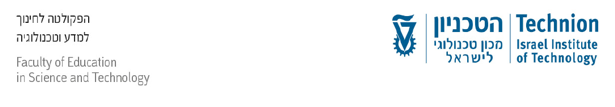 הפקולטה לחינוך
למדע וטכנולוגיה
Faculty of Education
in Science and Technology
הטכניון
מכון טכנולוגי
לישראל
Technion
Israel Institute
of Technology